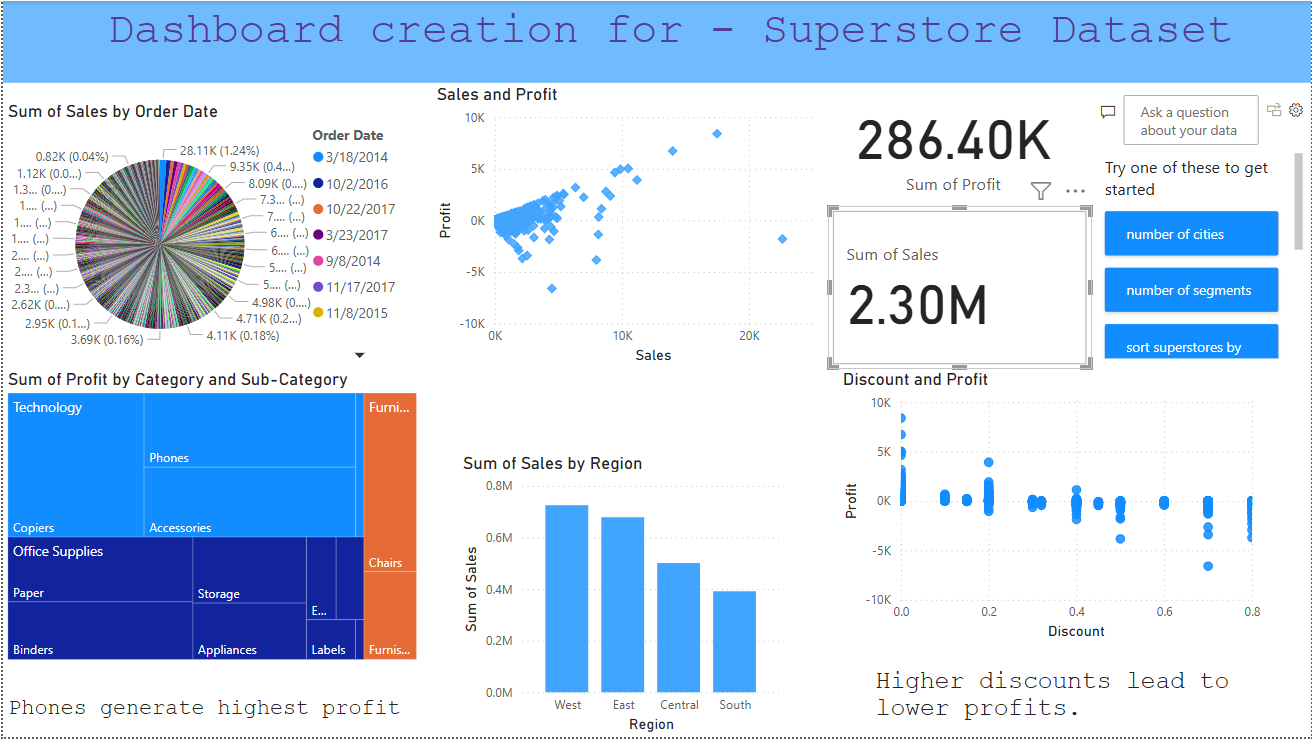 Dashboard creation for - Superstore Dataset
Sum of Sales by Order Date
0.82K (0.04%)
1.12K (0.0...)
1.3... (0....)
1.... (...)
1.... (...)
1.... (...)
2.... (...)
2.... (...)
2.3... (...)
2.62K (0....)
2.95K (0.1...)
3.69K (0.16%)
28.11K (1.24%)
9.35K (0.4...)
8.09K (0....)
7.3... (...)
7.... (...)
6.... (...)
6.... (...)
5.... (...)
5.... (...)
4.98K (0....)
4.71K (0.2...)
4.11K (0.18%)
Order Date
3/18/2014
10/2/2016
10/22/2017
3/23/2017
9/8/2014
11/17/2017
11/8/2015
Sales and Profit
10K
5K
0K
-5K
-10K
Profit
0K 10K 20K
Sales
286.40K
Sum of Profit
Sum of Sales
2.30M
Ask a question
about your data
Try one of these to get
started
number of cities
number of segments
sort superstores by
Sum of Profit by Category and Sub-Category
Technology
Phones
Copiers
Accessories
Furni...
Chairs
Furnis...
Office Supplies
Paper
Binders
Storage
Appliances
E...
Labels
Phones generate highest profit
Sum of Sales by Region
0.8M
0.6M
0.4M
0.2M
0.0M
Sum of Sales
West East Central South
Region
Discount and Profit
10K
5K
0K
-5K
-10K
Profit
0.0 0.2 0.4 0.6 0.8
Discount
Higher discounts lead to
lower profits.